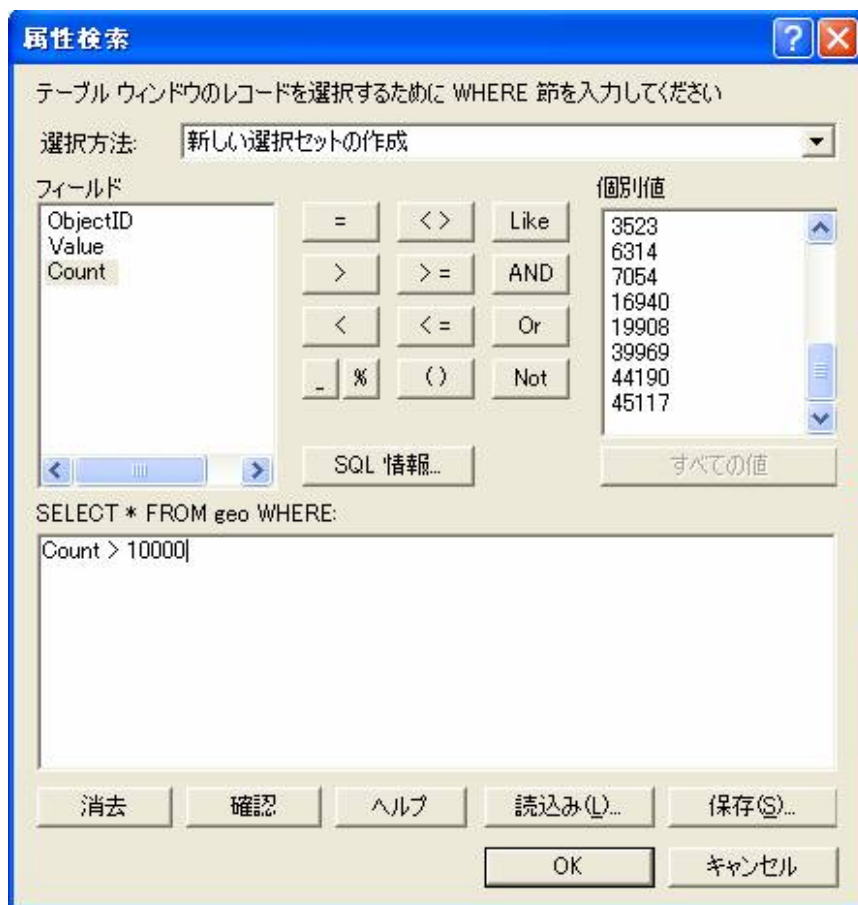 属性検索
テーブル ウィンドウのレコードを選択するために WHERE 節を入力してください
選択方法: 新しい選択セットの作成
フィールド
個別値
ObjectID
Value
Count
= <> Like
> >= AND
< <= Or
_ % () Not
3523
6314
7054
16940
19908
39969
44190
45117
SQL 情報...
すべての値
SELECT * FROM geo WHERE:
Count > 10000
消去 確認 ヘルプ 読込み(L)... 保存(S)...
OK キャンセル